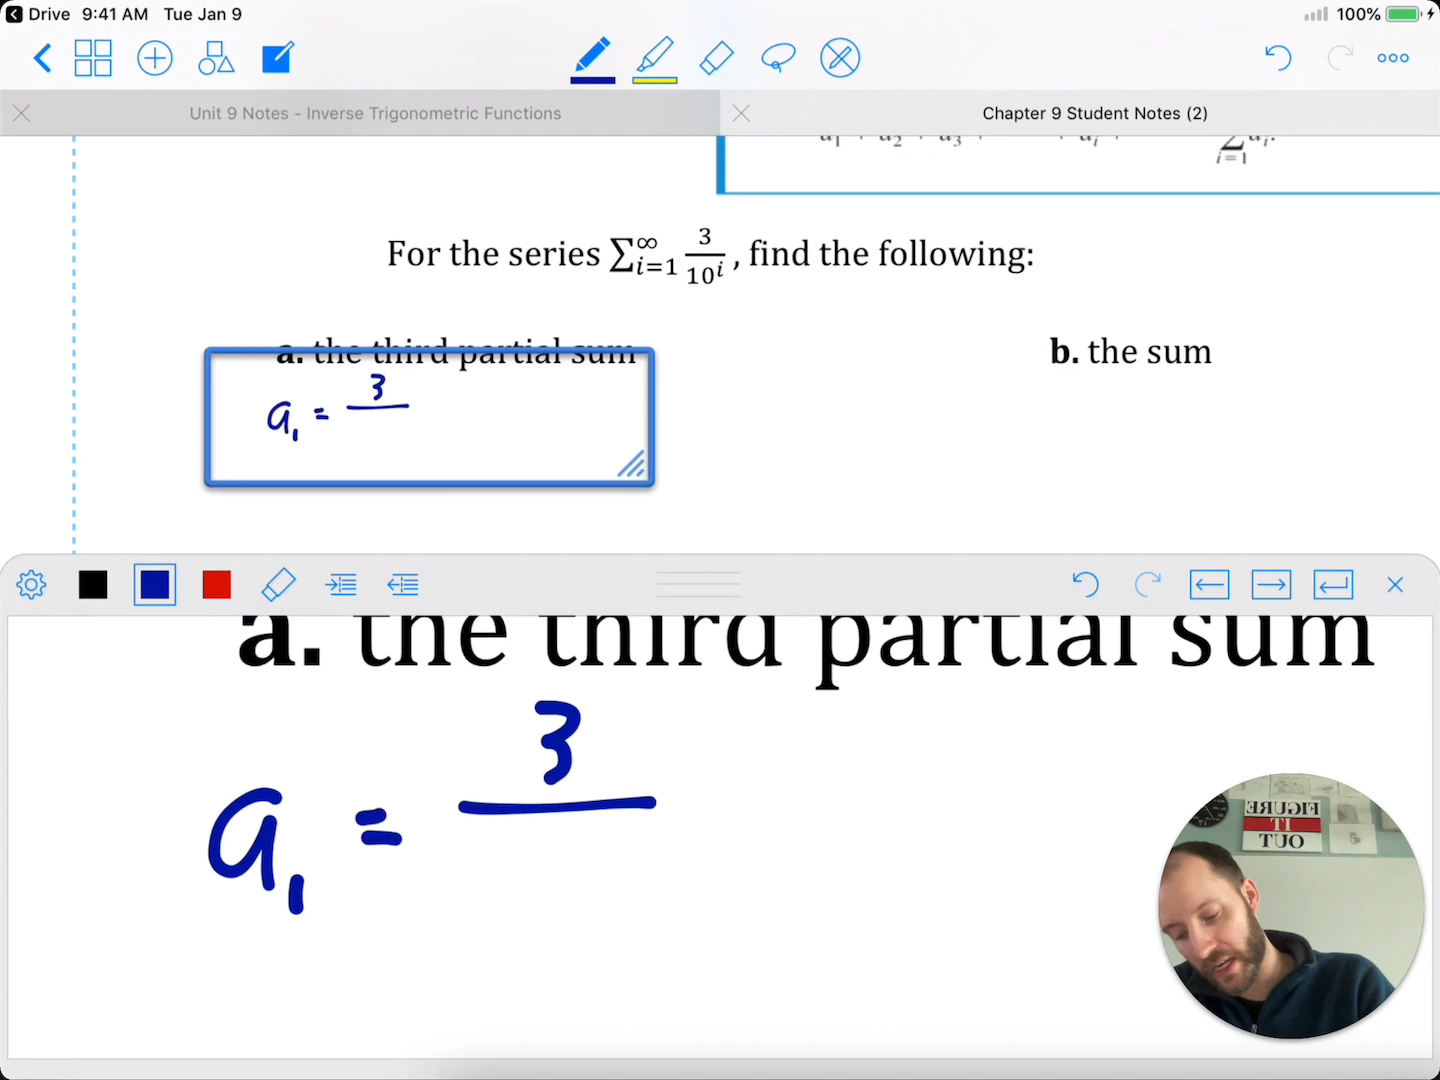 Drive 9:41 AM Tue Jan 9 100%
Unit 9 Notes - Inverse Trigonometric Functions
Chapter 9 Student Notes (2)
i=1
For the series ∑_{i=1}^{∞} 3/10^i, find the following:
a. the third partial sum
b. the sum
a₁ = 3
a. the third partial sum
a₁ = 3
FIGURE
IT
OUT